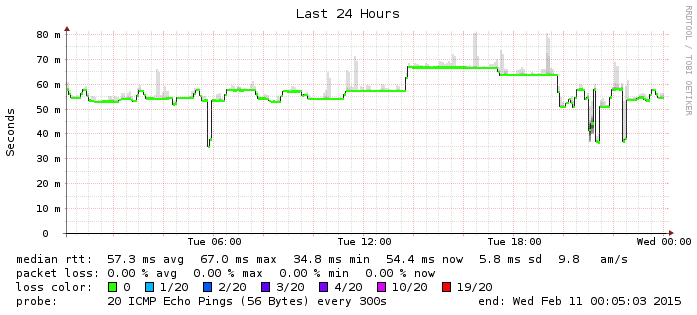 Last 24 Hours
RRDTOOL / TOBI OETIKER
Seconds
80 m
70 m
60 m
50 m
40 m
30 m
20 m
10 m
0
Tue 06:00 Tue 12:00 Tue 18:00 Wed 00:00
median rtt: 57.3 ms avg 67.0 ms max 34.8 ms min 54.4 ms now 5.8 ms sd 9.8 am/s
packet loss: 0.00 % avg 0.00 % max 0.00 % min 0.00 % now
loss color: 0 1/20 2/20 3/20 4/20 10/20 19/20
probe: 20 ICMP Echo Pings (56 Bytes) every 300s end: Wed Feb 11 00:05:03 2015